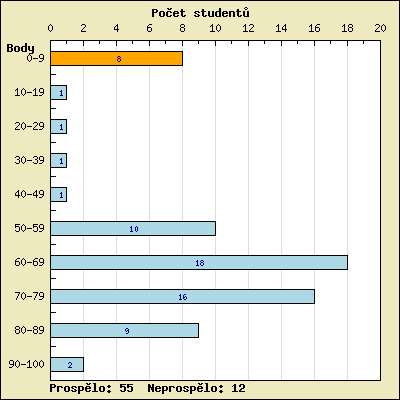 Počet studentů
0 2 4 6 8 10 12 14 16 18 20
Body
0-9 8
10-19 1
20-29 1
30-39 1
40-49 1
50-59 10
60-69 18
70-79 16
80-89 9
90-100 2
Prospělo: 55 Neprospělo: 12